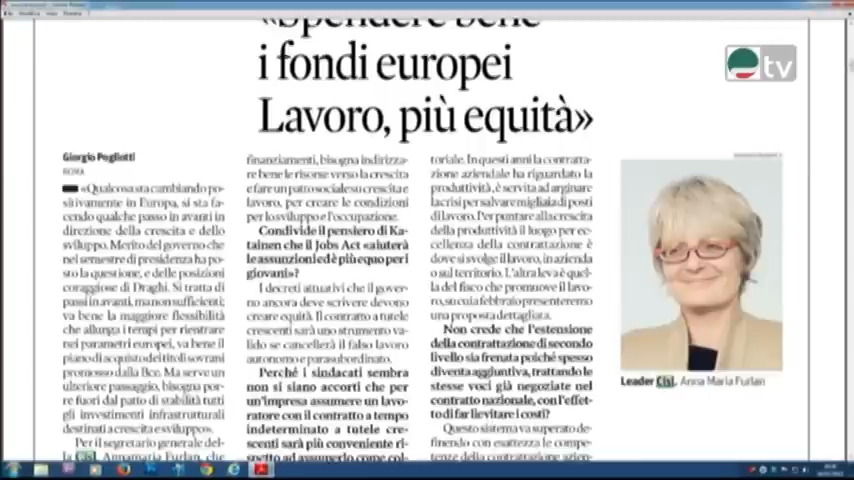 «Spendere bene
i fondi europei
Lavoro, più equità»
tv
Giorgio Pogliotti
ROMA
«Qualcosa sta cambiando po-
sitivamente in Europa, si sta fa-
cendo qualche passo in avanti in
direzione della crescita e dello
sviluppo. Merito del governo che
nel semestre di presidenza ha po-
sto la questione, e delle posizioni
coraggiose di Draghi. Si tratta di
passi in avanti, ma non sufficienti;
va bene la maggiore flessibilità
che allunga i tempi per rientrare
nei parametri europei, va bene il
piano di acquisto dei titoli sovrani
promosso dalla Bce. Ma serve un
ulteriore passaggio, bisogna por-
re fuori dal patto di stabilità tutti
gli investimenti infrastrutturali
destinati a crescita e sviluppo».
Per il segretario generale del-
la Cisl, Annamaria Furlan, che
finanziamenti, bisogna indirizza-
re bene le risorse verso la crescita
e fare un patto sociale su crescita e
lavoro, per creare le condizioni
per lo sviluppo e l'occupazione.
Condivide il pensiero di Ka-
tainen che il Jobs Act «aiuterà
le assunzioni ed è più equo per i
giovani»?
I decreti attuativi che il gover-
no ancora deve scrivere devono
creare equità. Il contratto a tutele
crescenti sarà uno strumento va-
lido se cancellerà il falso lavoro
autonomo e parasubordinato.
Perché i sindacati sembra
non si siano accorti che per
un'impresa assumere un lavo-
ratore con il contratto a tempo
indeterminato a tutele cre-
scenti sarà più conveniente ri-
spetto ad assumerlo come col-
toriale. In questi anni la contratta-
zione aziendale ha riguardato la
produttività, è servita ad arginare
la crisi per salvare migliaia di posti
di lavoro. Per puntare alla crescita
della produttività il luogo per ec-
cellenza della contrattazione è
dove si svolge il lavoro, in azienda
o sul territorio. L'altra leva è quel-
la del fisco che promuove il lavo-
ro, su cui a febbraio presenteremo
una proposta dettagliata.
Non crede che l'estensione
della contrattazione di secondo
livello sia frenata poiché spesso
diventa aggiuntiva, trattando le
stesse voci già negoziate nel
contratto nazionale, con l'effet-
to di far lievitare i costi?
Questo sistema va superato de-
finendo con esattezza le compe-
tenze della contrattazione azien-
Leader Cisl. Anna Maria Furlan